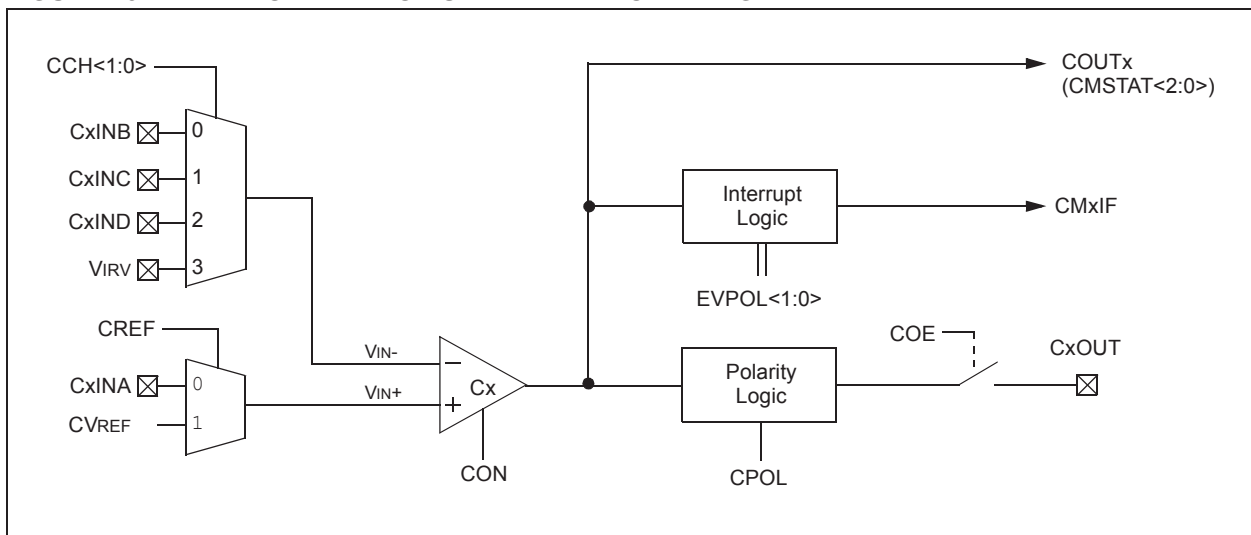 CCH<1:0>
COUTx
(CMSTAT<2:0>)
CxINB
0
CxINC
1
Interrupt
Logic
CMxIF
CxIND
2
VIRV
3
EVPOL<1:0>
CREF
COE
CxOUT
VIN-
–
Polarity
Logic
CxINA
0
Cx
VIN+
+
CVREF
1
CON
CPOL